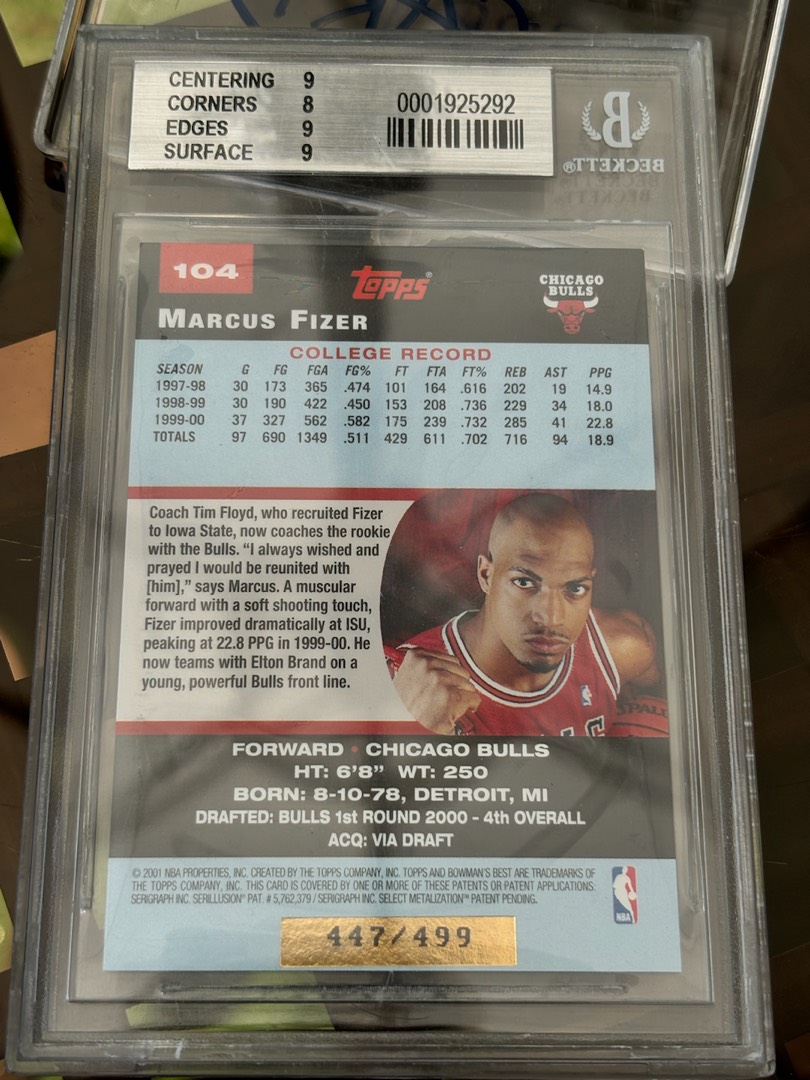 CENTERING 9
CORNERS 8
EDGES 9
SURFACE 9
0001925292
B
BECKETT®
104
Topps®
CHICAGO
BULLS
MARCUS FIZER
COLLEGE RECORD
SEASON G FG FGA FG% FT FTA FT% REB AST PPG
1997-98 30 173 365 .474 101 164 .616 202 19 14.9
1998-99 30 190 422 .450 153 208 .736 229 34 18.0
1999-00 37 327 562 .582 175 239 .732 285 41 22.8
TOTALS 97 690 1349 .511 429 611 .702 716 94 18.9
Coach Tim Floyd, who recruited Fizer
to Iowa State, now coaches the rookie
with the Bulls. “I always wished and
prayed I would be reunited with
[him],” says Marcus. A muscular
forward with a soft shooting touch,
Fizer improved dramatically at ISU,
peaking at 22.8 PPG in 1999-00. He
now teams with Elton Brand on a
young, powerful Bulls front line.
SPALD
FORWARD • CHICAGO BULLS
HT: 6'8" WT: 250
BORN: 8-10-78, DETROIT, MI
DRAFTED: BULLS 1st ROUND 2000 - 4th OVERALL
ACQ: VIA DRAFT
© 2001 NBA PROPERTIES, INC. CREATED BY THE TOPPS COMPANY, INC. TOPPS AND BOWMAN'S BEST ARE TRADEMARKS OF
THE TOPPS COMPANY, INC. THIS CARD IS COVERED BY ONE OR MORE OF THESE PATENTS OR PATENT APPLICATIONS:
SERIGRAPH INC. SERILLUSION™ PAT. # 5,762,379 / SERIGRAPH INC. SELECT METALIZATION™ PATENT PENDING.
NBA
447/499